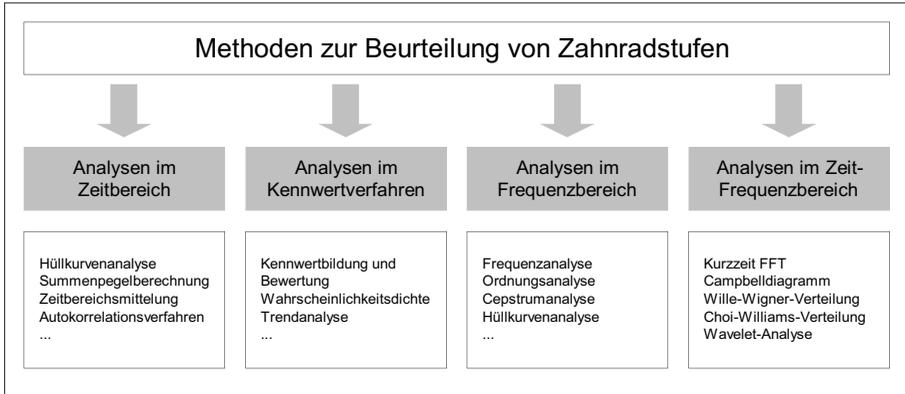 Methoden zur Beurteilung von Zahnradstufen
Analysen im
Zeitbereich
Analysen im
Kennwertverfahren
Analysen im
Frequenzbereich
Analysen im Zeit-
Frequenzbereich
Hüllkurvenanalyse
Summenpegelberechnung
Zeitbereichsmittelung
Autokorrelationsverfahren
...
Kennwertbildung und
Bewertung
Wahrscheinlichkeitsdichte
Trendanalyse
...
Frequenzanalyse
Ordnungsanalyse
Cepstrumanalyse
Hüllkurvenanalyse
...
Kurzzeit FFT
Campbelldiagramm
Wille-Wigner-Verteilung
Choi-Williams-Verteilung
Wavelet-Analyse